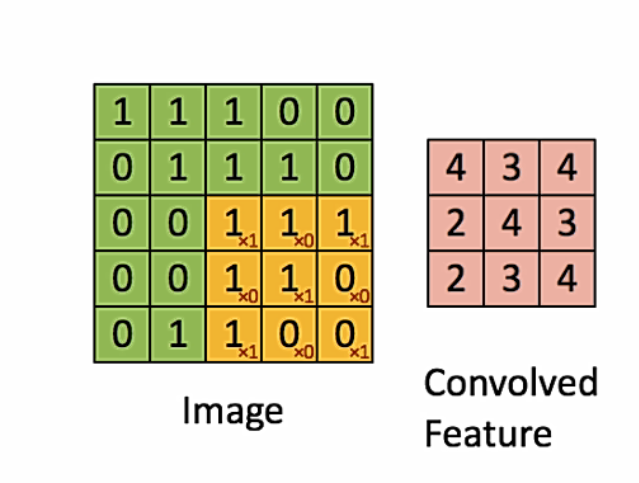 1 1 1 0 0
0 1 1 1 0
0 0 1×1 1×0 1×1
0 0 1×0 1×1 0×0
0 1 1×1 0×0 0×1
Image
4 3 4
2 4 3
2 3 4
Convolved
Feature